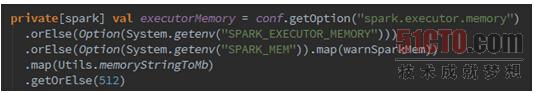 private[spark] val executorMemory = conf.getOption("spark.executor.memory")
.orElse(Option(System.getenv("SPARK_EXECUTOR_MEMORY")))
.orElse(Option(System.getenv("SPARK_MEM")).map(warnSparkMem))
.map(Utils.memoryStringToMb)
.getOrElse(512)
51CTO.com
技术成就梦想